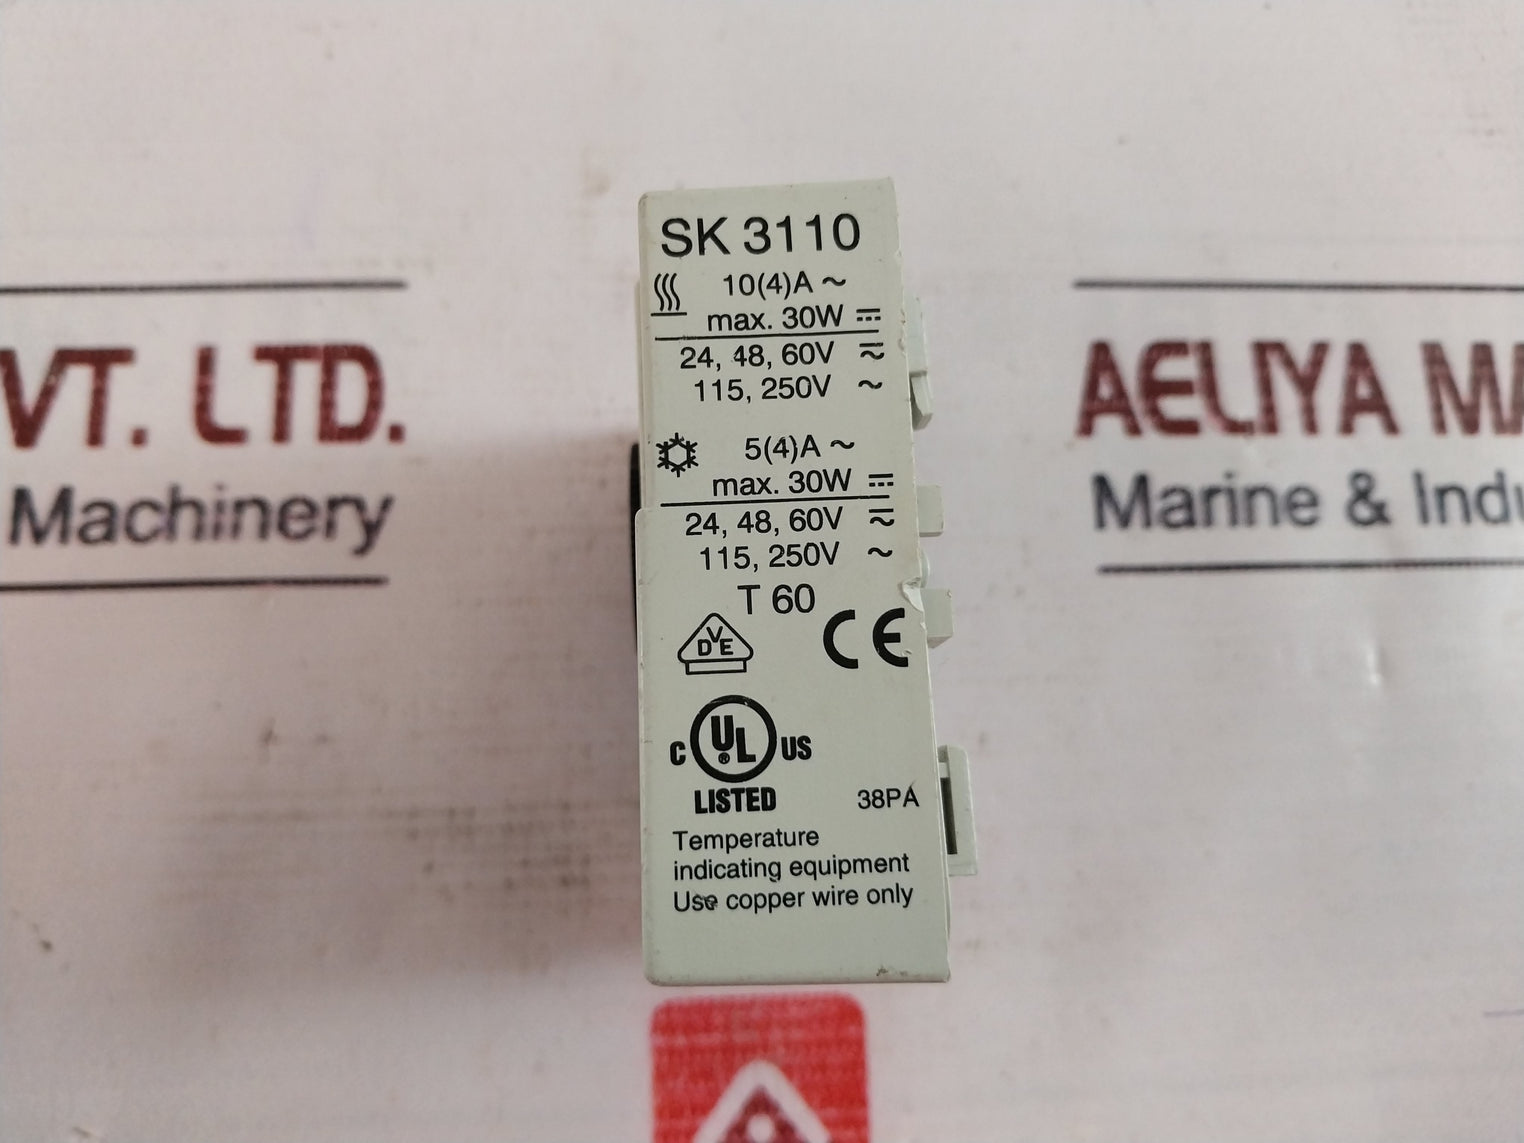 SK 3110
10(4)A ~
max. 30W ⎓
24, 48, 60V ⎓~
115, 250V ~
5(4)A ~
max. 30W ⎓
24, 48, 60V ⎓~
115, 250V ~
T 60
DVE
CE
C UL® US
LISTED
38PA
Temperature
indicating equipment
Use copper wire only
VT. LTD.
Machinery
AELIYA MA
Marine & Indu